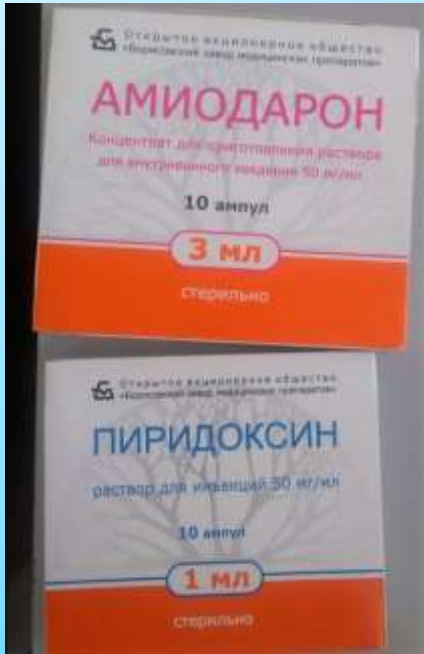 Открытое акционерное общество
«Борисовский завод медицинских препаратов»
АМИОДАРОН
Концентрат для приготовления раствора
для внутривенного введения 50 мг/мл
10 ампул
3 мл
стерильно
Открытое акционерное общество
«Борисовский завод медицинских препаратов»
ПИРИДОКСИН
раствор для инъекций 50 мг/мл
10 ампул
1 мл
стерильно